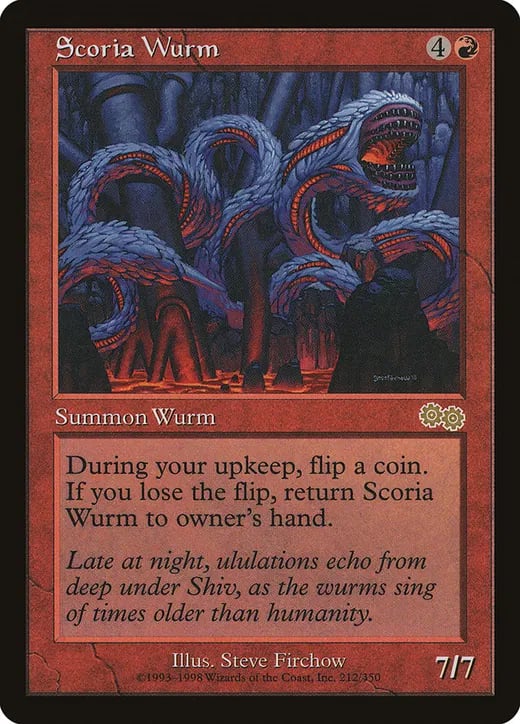 Scoria Wurm
4
Summon Wurm
During your upkeep, flip a coin.
If you lose the flip, return Scoria
Wurm to owner's hand.
Late at night, ululations echo from
deep under Shiv, as the wurms sing
of times older than humanity.
Illus. Steve Firchow
7/7
©1993–1998 Wizards of the Coast, Inc. 212/350